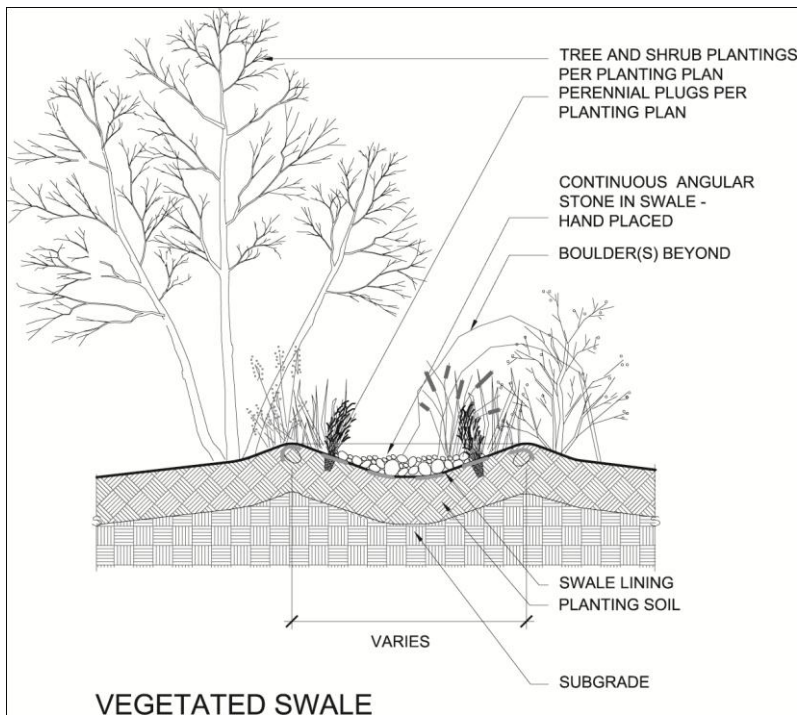 TREE AND SHRUB PLANTINGS
PER PLANTING PLAN
PERENNIAL PLUGS PER
PLANTING PLAN
CONTINUOUS ANGULAR
STONE IN SWALE -
HAND PLACED
BOULDER(S) BEYOND
SWALE LINING
PLANTING SOIL
VARIES
SUBGRADE
VEGETATED SWALE